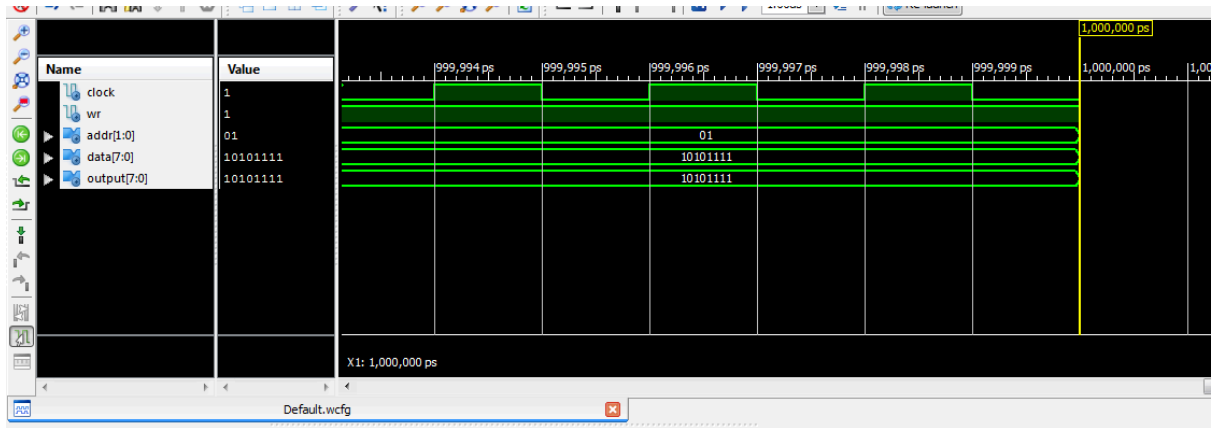 1,000,000 ps
Name
Value
999,994 ps
999,995 ps
999,996 ps
999,997 ps
999,998 ps
999,999 ps
1,000,000 ps
1,00
clock
1
wr
1
addr[1:0]
01
01
data[7:0]
10101111
10101111
output[7:0]
10101111
10101111
X1: 1,000,000 ps
Default.wcfg